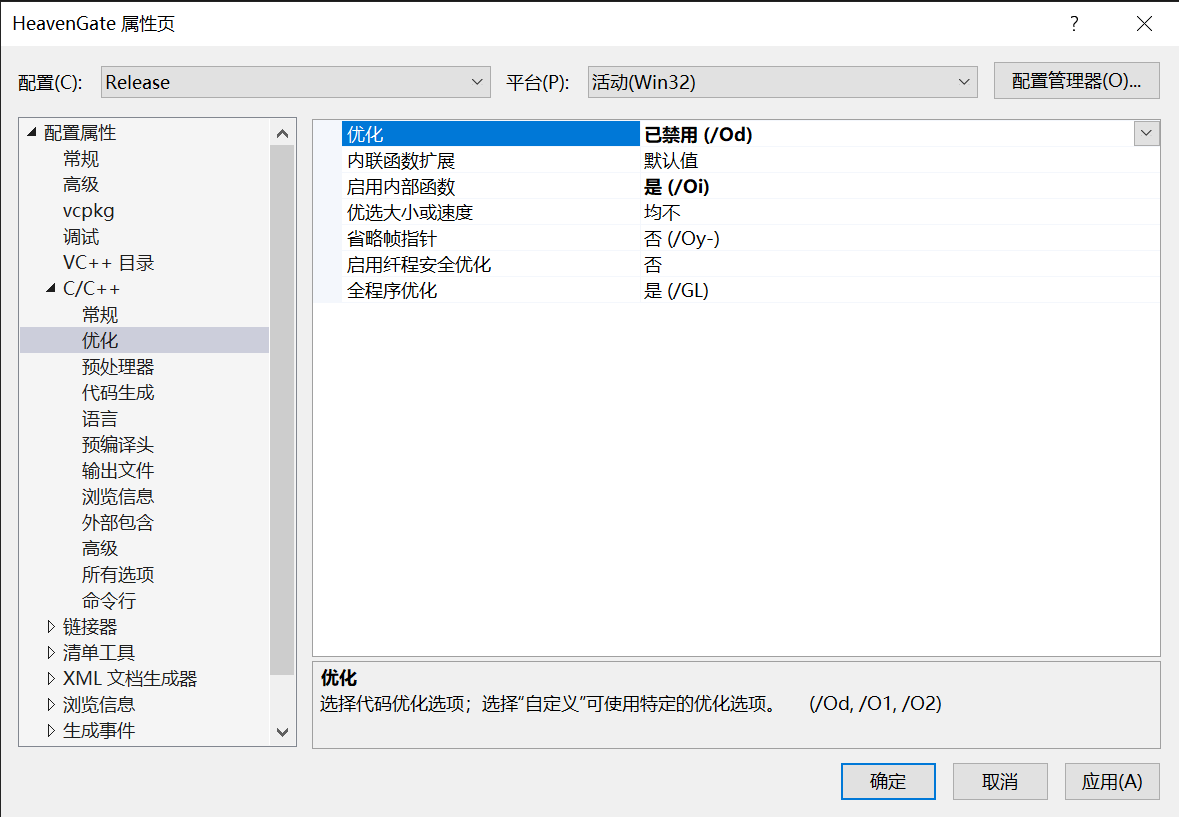 HeavenGate 属性页
配置(C): Release 平台(P): 活动(Win32) 配置管理器(O)...
配置属性
常规
高级
vcpkg
调试
VC++ 目录
C/C++
常规
优化
预处理器
代码生成
语言
预编译头
输出文件
浏览信息
外部包含
高级
所有选项
命令行
链接器
清单工具
XML 文档生成器
浏览信息
生成事件
优化 已禁用 (/Od)
内联函数扩展 默认值
启用内部函数 是 (/Oi)
优选大小或速度 均不
省略帧指针 否 (/Oy-)
启用纤程安全优化 否
全程序优化 是 (/GL)
优化
选择代码优化选项；选择“自定义”可使用特定的优化选项。 (/Od, /O1, /O2)
确定 取消 应用(A)